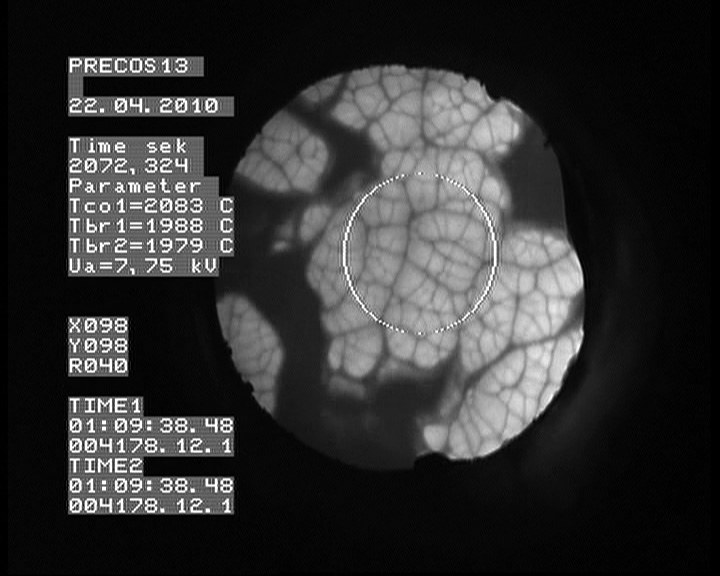 PRECOS13
22.04.2010
Time sek
2072,324
Parameter
Tco1=2083 C
Tbr1=1988 C
Tbr2=1979 C
Ua=7,75 kV
X098
Y098
R040
TIME1
01:09:38.48
004178.12.1
TIME2
01:09:38.48
004178.12.1